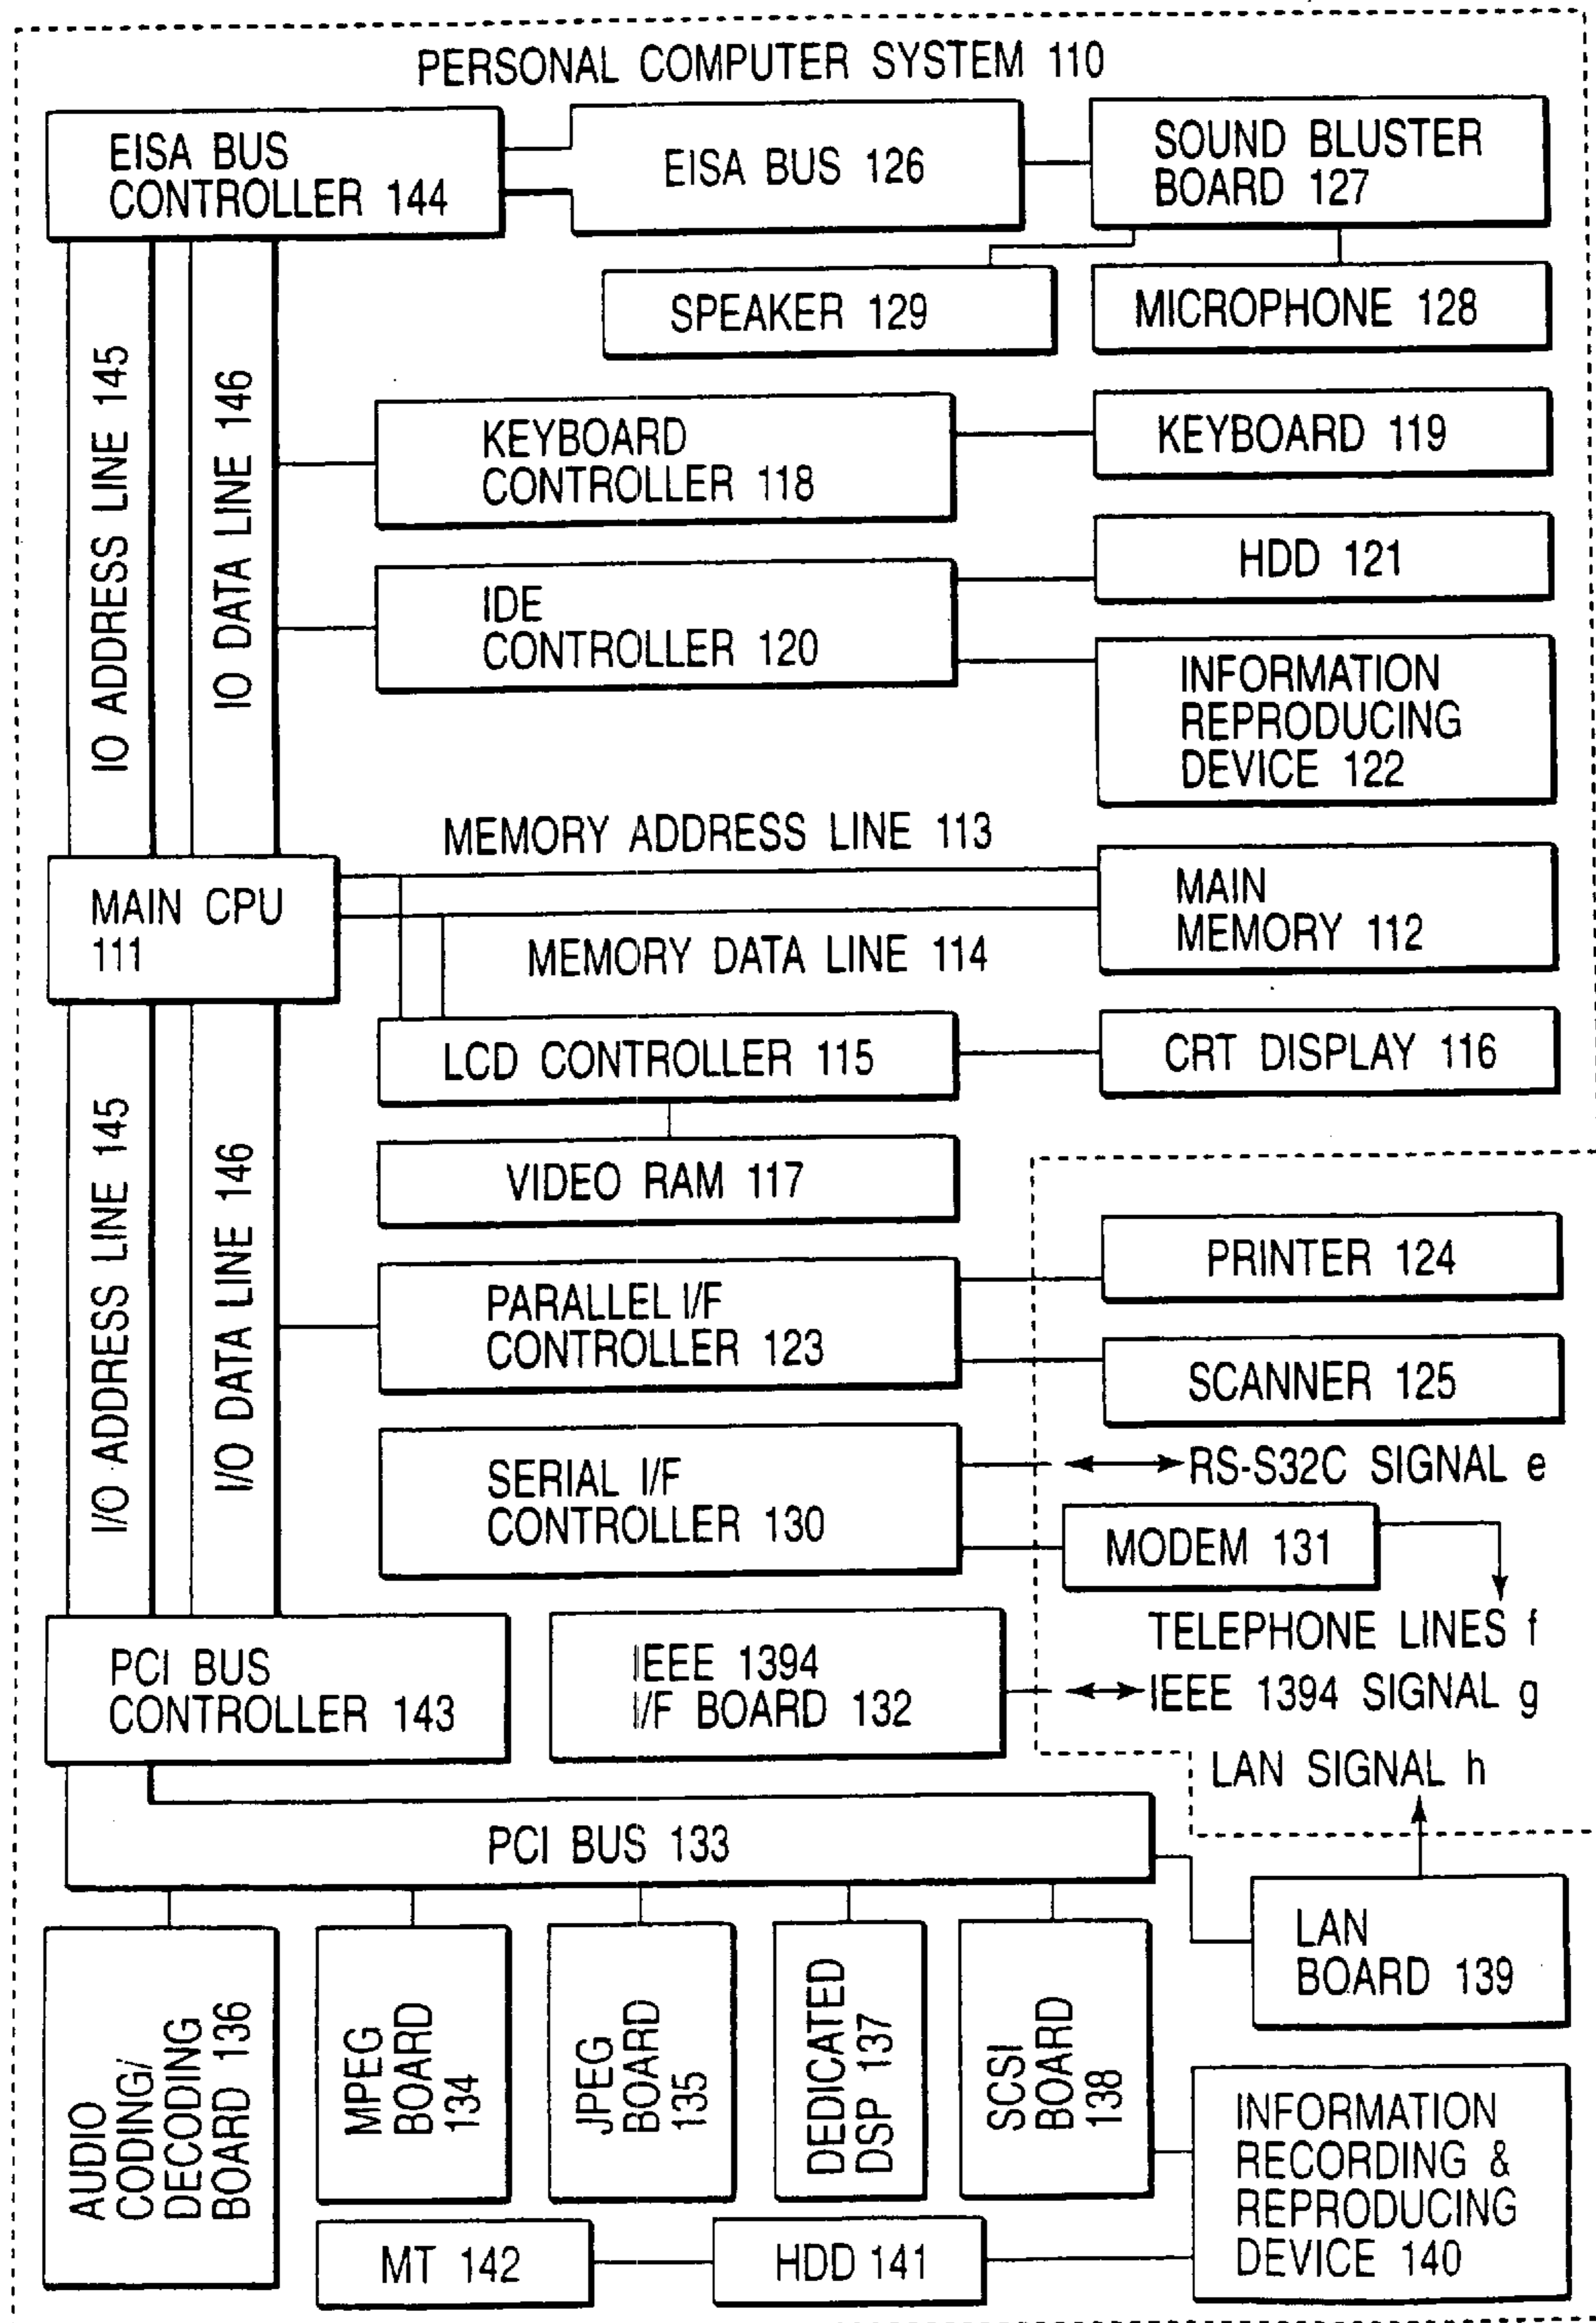 PERSONAL COMPUTER SYSTEM 110
EISA BUS
CONTROLLER 144
EISA BUS 126
SOUND BLUSTER
BOARD 127
SPEAKER 129
MICROPHONE 128
IO ADDRESS LINE 145
IO DATA LINE 146
KEYBOARD
CONTROLLER 118
KEYBOARD 119
IDE
CONTROLLER 120
HDD 121
INFORMATION
REPRODUCING
DEVICE 122
MEMORY ADDRESS LINE 113
MAIN CPU
111
MAIN
MEMORY 112
MEMORY DATA LINE 114
LCD CONTROLLER 115
CRT DISPLAY 116
VIDEO RAM 117
I/O ADDRESS LINE 145
I/O DATA LINE 146
PARALLEL I/F
CONTROLLER 123
PRINTER 124
SCANNER 125
SERIAL I/F
CONTROLLER 130
RS-S32C SIGNAL e
MODEM 131
TELEPHONE LINES f
PCI BUS
CONTROLLER 143
IEEE 1394
I/F BOARD 132
IEEE 1394 SIGNAL g
LAN SIGNAL h
PCI BUS 133
LAN
BOARD 139
AUDIO
CODING/
DECODING
BOARD 136
MPEG
BOARD
134
JPEG
BOARD
135
DEDICATED
DSP 137
SCSI
BOARD
138
INFORMATION
RECORDING &
REPRODUCING
DEVICE 140
MT 142
HDD 141